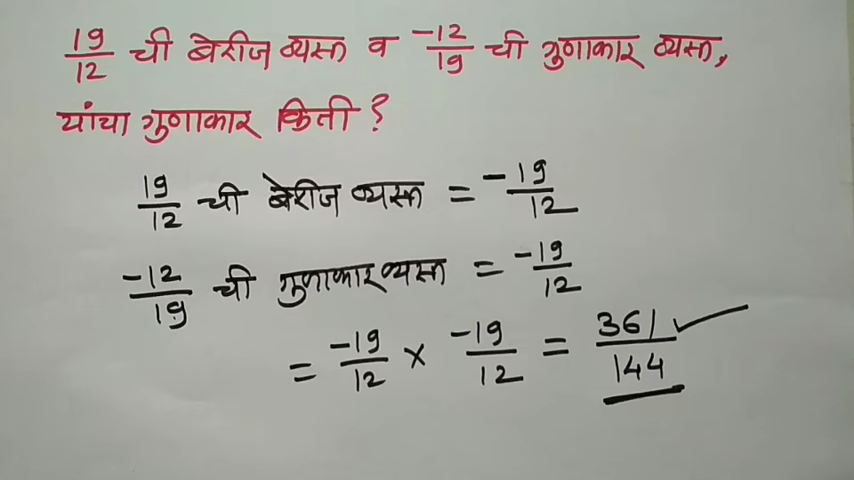 19/12 ची बेरीज व्यस्त व -12/19 ची गुणाकार व्यस्त,
यांचा गुणाकार किती?
19/12 ची बेरीज व्यस्त = -19/12
-12/19 ची गुणाकार व्यस्त = -19/12
= -19/12 × -19/12 = 361/144 ✓